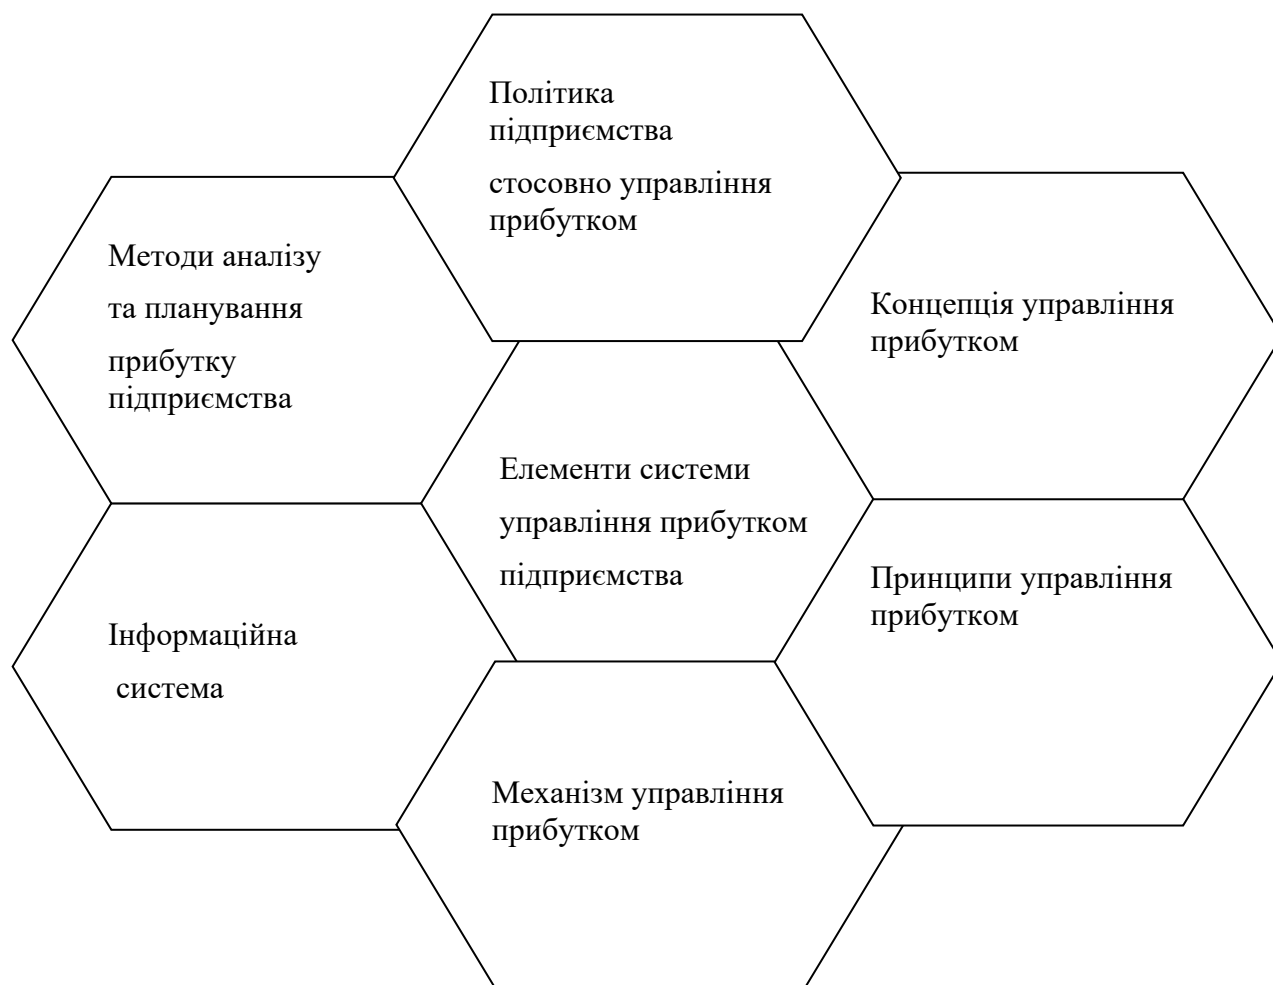 Політика
підприємства
стосовно управління
прибутком
Методи аналізу
та планування
прибутку
підприємства
Концепція управління
прибутком
Елементи системи
управління прибутком
підприємства
Принципи управління
прибутком
Інформаційна
система
Механізм управління
прибутком